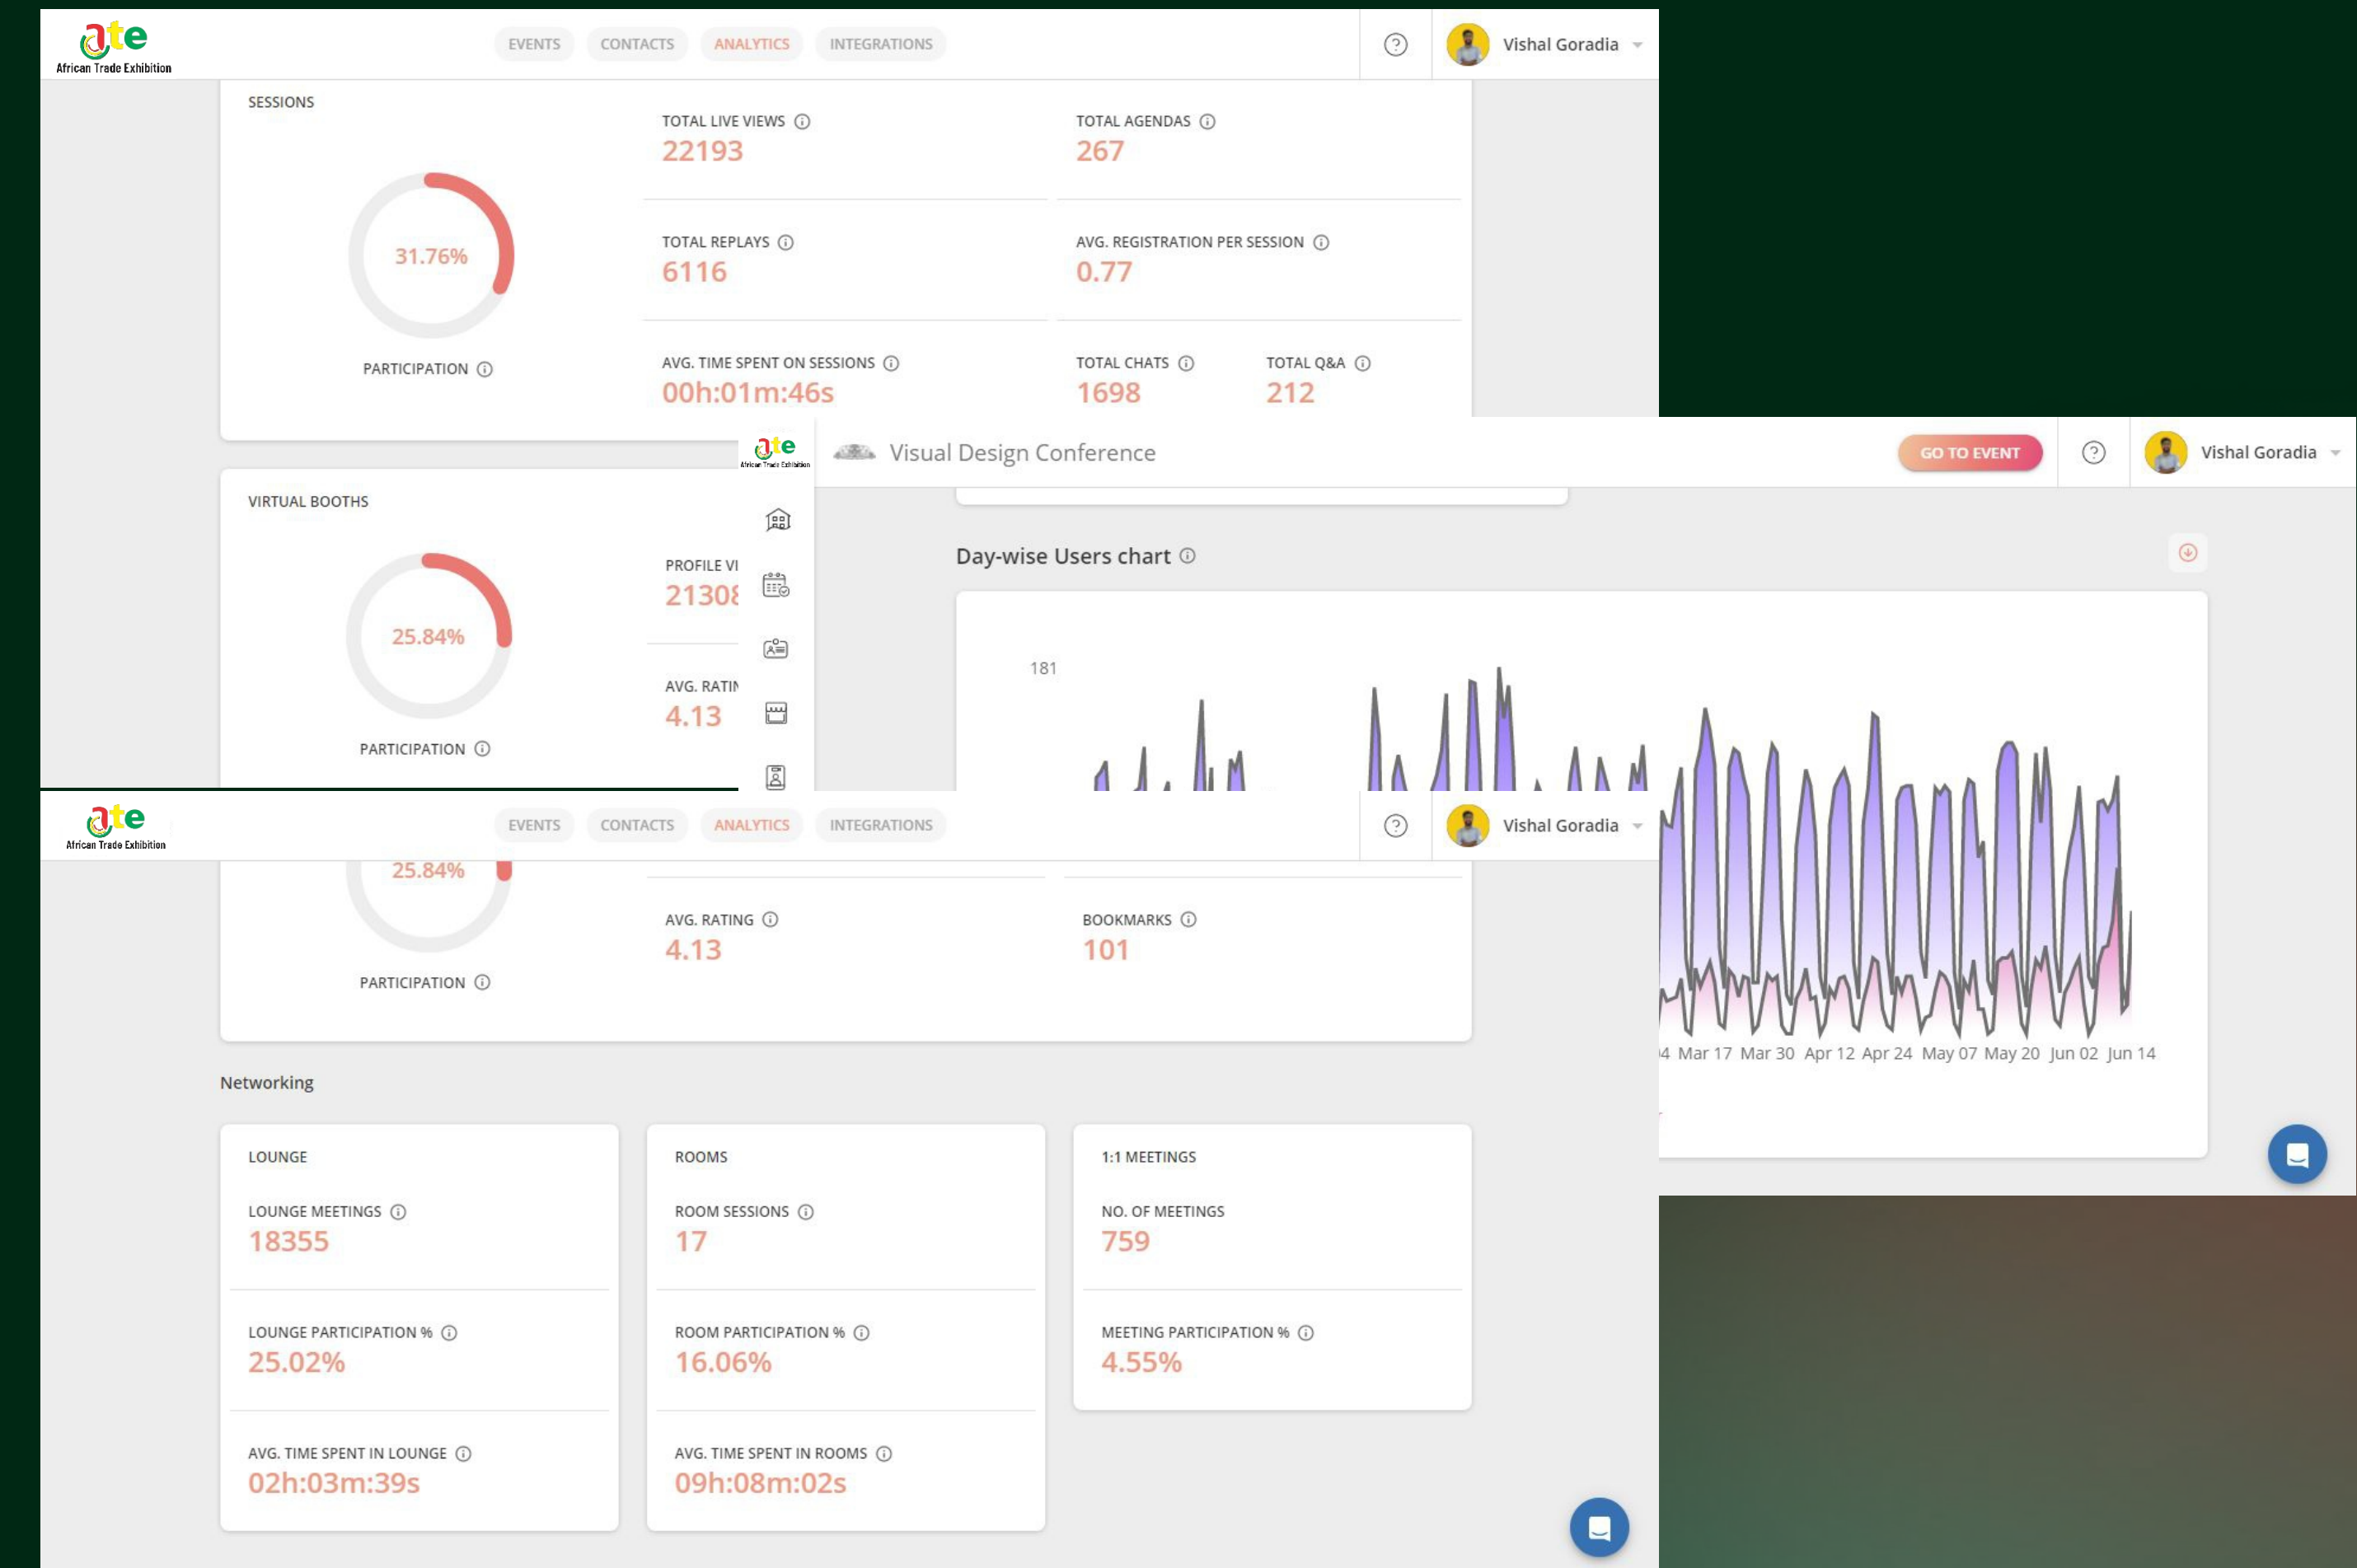 ate
African Trade Exhibition
EVENTS CONTACTS ANALYTICS INTEGRATIONS
Vishal Goradia
SESSIONS
31.76%
PARTICIPATION
TOTAL LIVE VIEWS
22193
TOTAL AGENDAS
267
TOTAL REPLAYS
6116
AVG. REGISTRATION PER SESSION
0.77
AVG. TIME SPENT ON SESSIONS
00h:01m:46s
TOTAL CHATS
1698
TOTAL Q&A
212
VIRTUAL BOOTHS
25.84%
PARTICIPATION
PROFILE VI
21308
AVG. RATIN
4.13
ate
African Trade Exhibition
Visual Design Conference
GO TO EVENT
Vishal Goradia
Day-wise Users chart
181
4 Mar 17 Mar 30 Apr 12 Apr 24 May 07 May 20 Jun 02 Jun 14
ate
African Trade Exhibition
EVENTS CONTACTS ANALYTICS INTEGRATIONS
Vishal Goradia
25.84%
PARTICIPATION
AVG. RATING
4.13
BOOKMARKS
101
Networking
LOUNGE
LOUNGE MEETINGS
18355
LOUNGE PARTICIPATION %
25.02%
AVG. TIME SPENT IN LOUNGE
02h:03m:39s
ROOMS
ROOM SESSIONS
17
ROOM PARTICIPATION %
16.06%
AVG. TIME SPENT IN ROOMS
09h:08m:02s
1:1 MEETINGS
NO. OF MEETINGS
759
MEETING PARTICIPATION %
4.55%